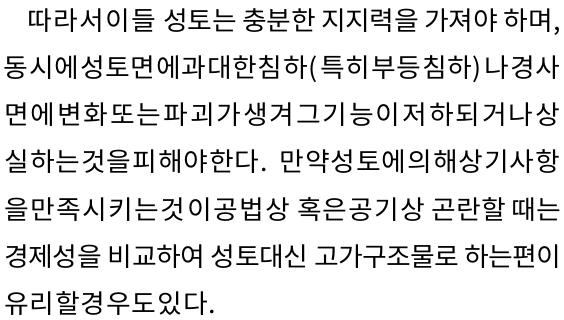 따라서이들 성토는 충분한 지지력을 가져야 하며,
동시에성토면에과대한침하(특히부등침하)나경사
면에변화또는파괴가생겨그기능이저하되거나상
실하는것을피해야한다. 만약성토에의해상기사항
을만족시키는것이공법상 혹은공기상 곤란할 때는
경제성을 비교하여 성토대신 고가구조물로 하는편이
유리할경우도있다.